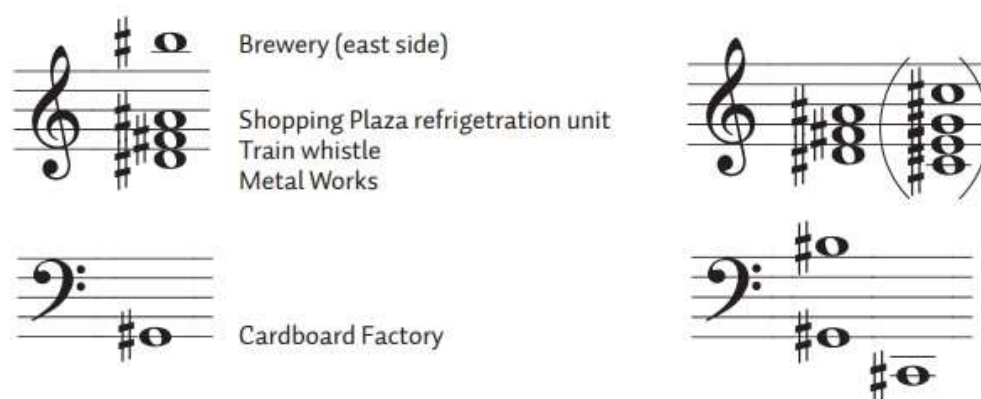 Brewery (east side)
Shopping Plaza refrigetration unit
Train whistle
Metal Works
Cardboard Factory